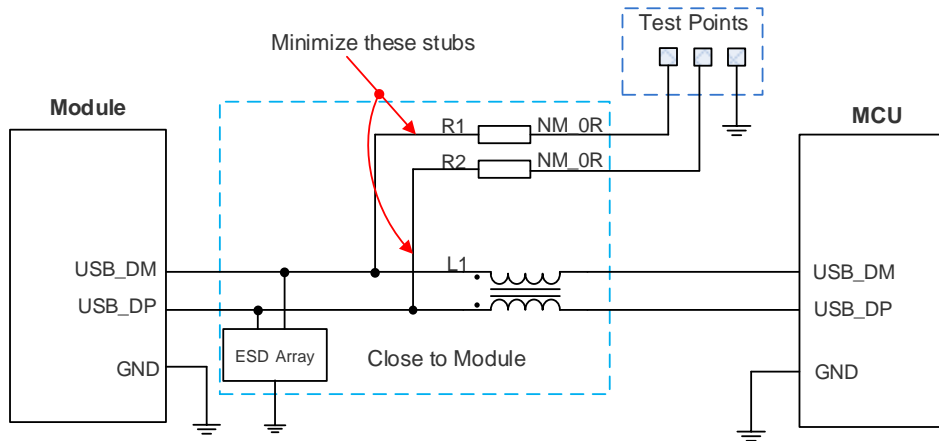 Test Points
Minimize these stubs
Module
MCU
R1
NM_0R
R2
NM_0R
USB_DM
L1
USB_DM
USB_DP
USB_DP
ESD Array
Close to Module
GND
GND